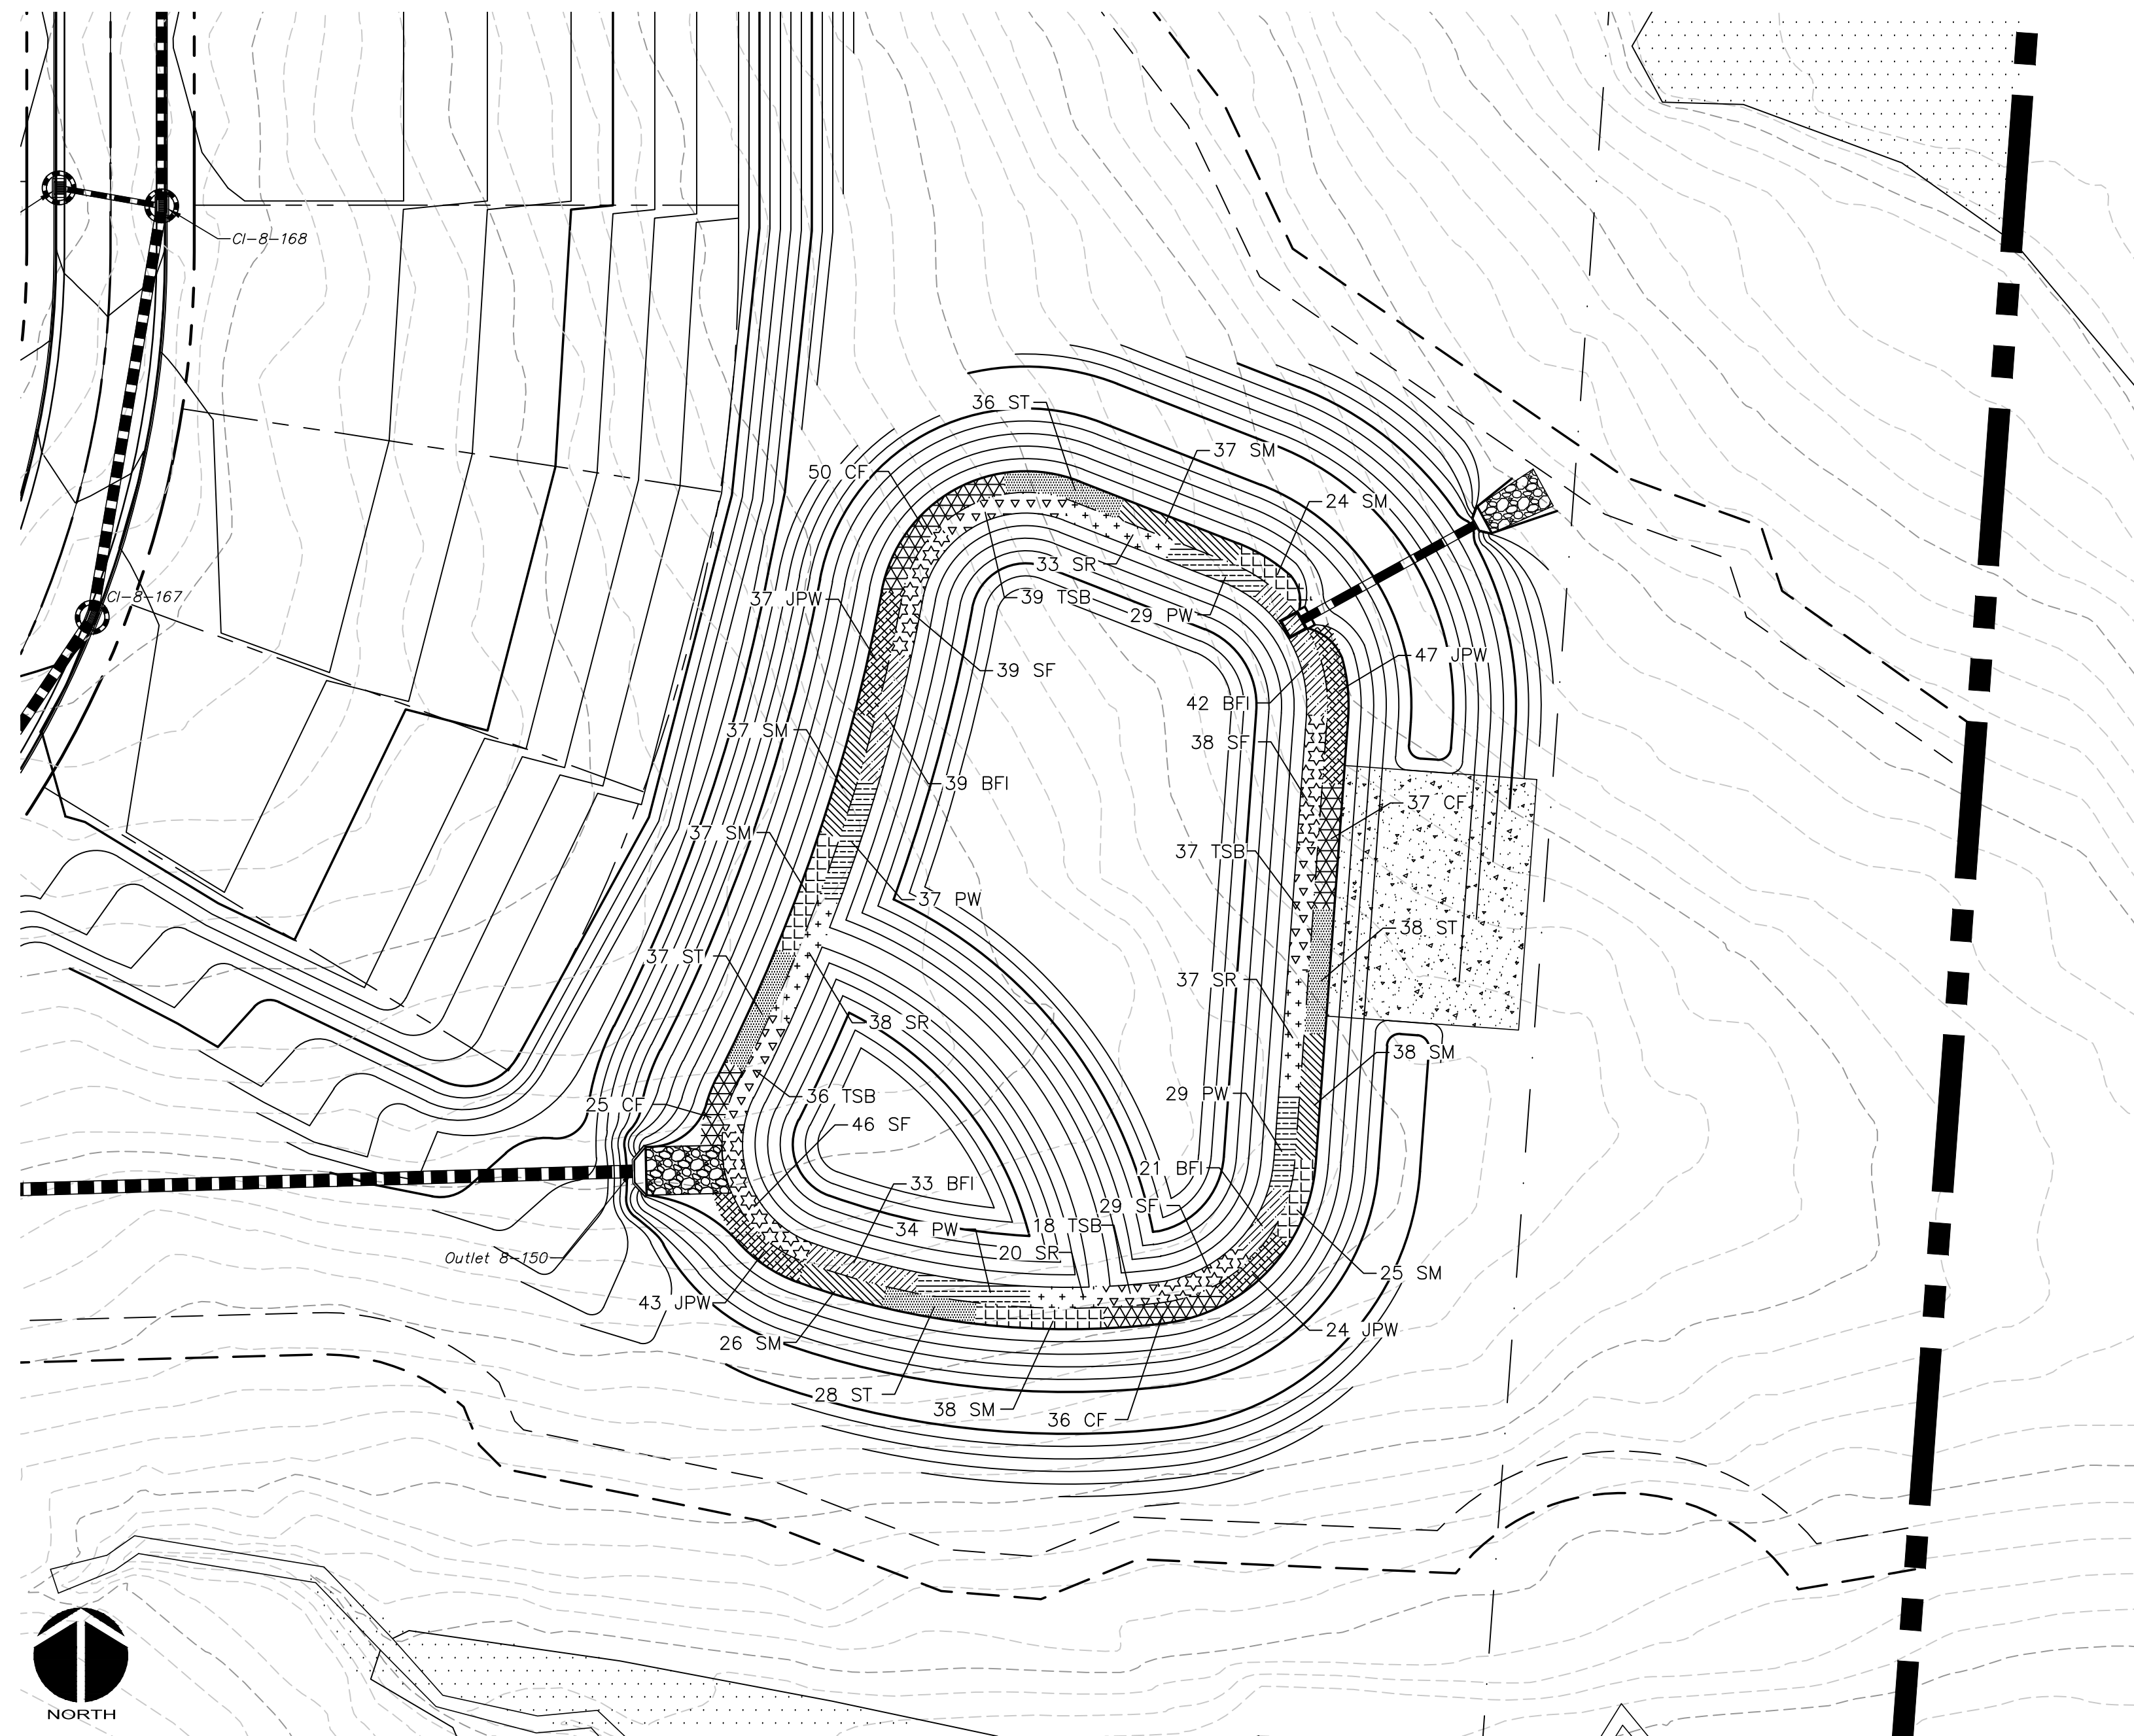 CI-8-168
36 ST
37 SM
50 CF
24 SM
33 SR
CI-8-167
37 JPW
39 TSB
29 PW
47 JPW
39 SF
42 BFI
37 SM
38 SF
39 BFI
37 CF
37 SM
37 TSB
37 PW
38 ST
37 ST
37 SR
38 SR
38 SM
29 PW
36 TSB
25 CF
46 SF
21 BFI
33 BFI
29 SF
34 PW
18 TSB
20 SR
Outlet 8-150
25 SM
43 JPW
24 JPW
26 SM
28 ST
38 SM
36 CF
NORTH